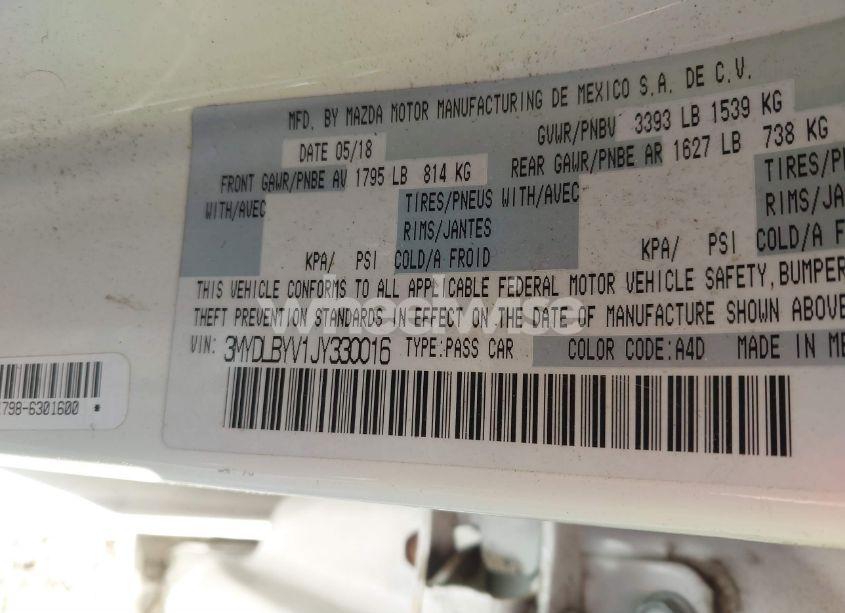 MFD. BY MAZDA MOTOR MANUFACTURING DE MEXICO S.A. DE C.V.
DATE 05/18 GVWR/PNBV 3393 LB 1539 KG
FRONT GAWR/PNBE AV 1795 LB 814 KG REAR GAWR/PNBE AR 1627 LB 738 KG
WITH/AVEC TIRES/PNEUS WITH/AVEC
RIMS/JANTES RIMS/JA
KPA/ PSI COLD/A FROID KPA/ PSI COLD/A
THIS VEHICLE CONFORMS TO ALL APPLICABLE FEDERAL MOTOR VEHICLE SAFETY, BUMPER
THEFT PREVENTION STANDARDS IN EFFECT ON THE DATE OF MANUFACTURE SHOWN ABOVE
VIN: 3MYDLBYV1JY330016 TYPE:PASS CAR COLOR CODE:A4D MADE IN ME
798-6301600 *
wheelwise